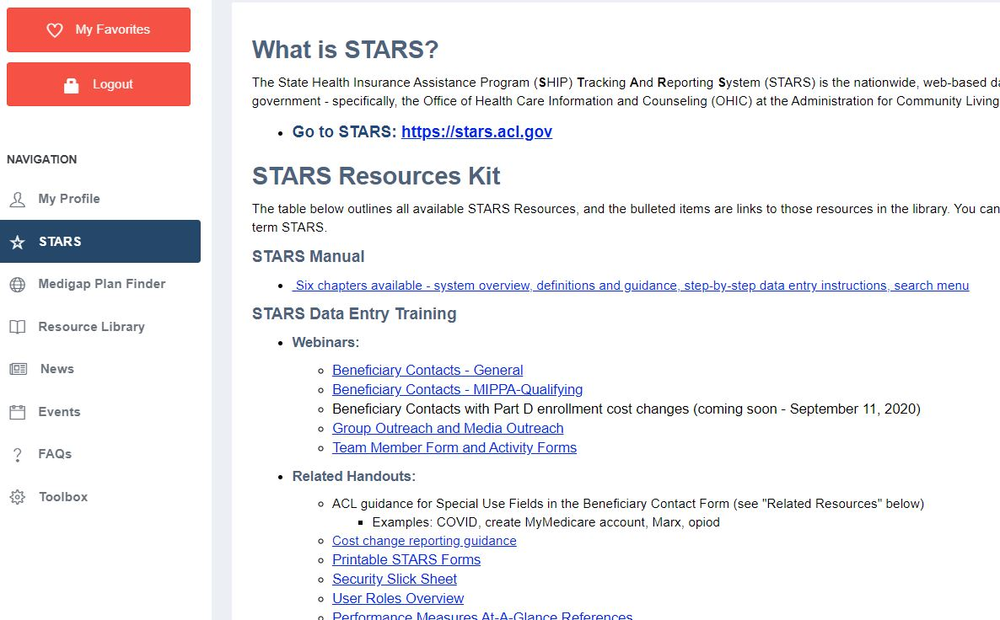 My Favorites
Logout
NAVIGATION
My Profile
STARS
Medigap Plan Finder
Resource Library
News
Events
FAQs
Toolbox
What is STARS?
The State Health Insurance Assistance Program (SHIP) Tracking And Reporting System (STARS) is the nationwide, web-based
government - specifically, the Office of Health Care Information and Counseling (OHIC) at the Administration for Community Living
Go to STARS: https://stars.acl.gov
STARS Resources Kit
The table below outlines all available STARS Resources, and the bulleted items are links to those resources in the library. You can
term STARS.
STARS Manual
Six chapters available - system overview, definitions and guidance, step-by-step data entry instructions, search menu
STARS Data Entry Training
Webinars:
Beneficiary Contacts - General
Beneficiary Contacts - MIPPA-Qualifying
Beneficiary Contacts with Part D enrollment cost changes (coming soon - September 11, 2020)
Group Outreach and Media Outreach
Team Member Form and Activity Forms
Related Handouts:
ACL guidance for Special Use Fields in the Beneficiary Contact Form (see "Related Resources" below)
Examples: COVID, create MyMedicare account, Marx, opiod
Cost change reporting guidance
Printable STARS Forms
Security Slick Sheet
User Roles Overview
Performance Measures At-A-Glance References